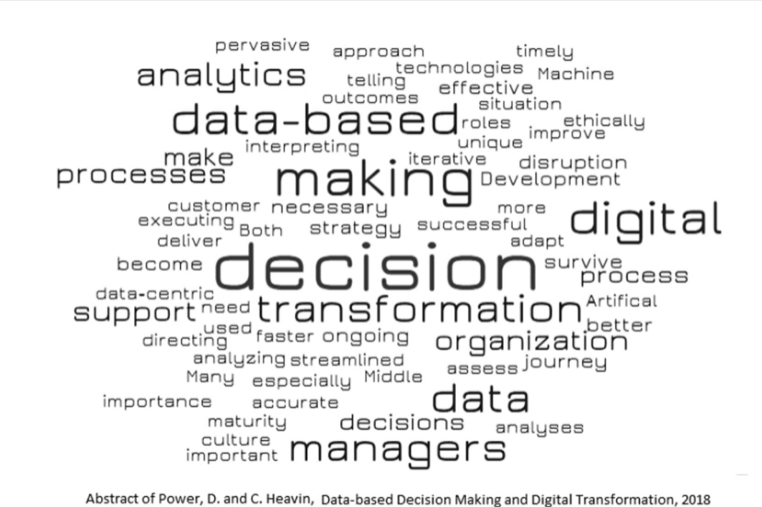 pervasive approach timely
analytics telling technologies Machine
outcomes effective
data-based situation
roles ethically
interpreting unique improve
make iterative disruption
processes making Development
customer necessary more digital
executing Both strategy successful
deliver adapt
become decision survive
process
data-centric
support need transformation Artifical
directing used faster ongoing organization better
analyzing streamlined assess journey
Many especially Middle
importance accurate data
maturity decisions analyses
culture
important managers
Abstract of Power, D. and C. Heavin, Data-based Decision Making and Digital Transformation, 2018